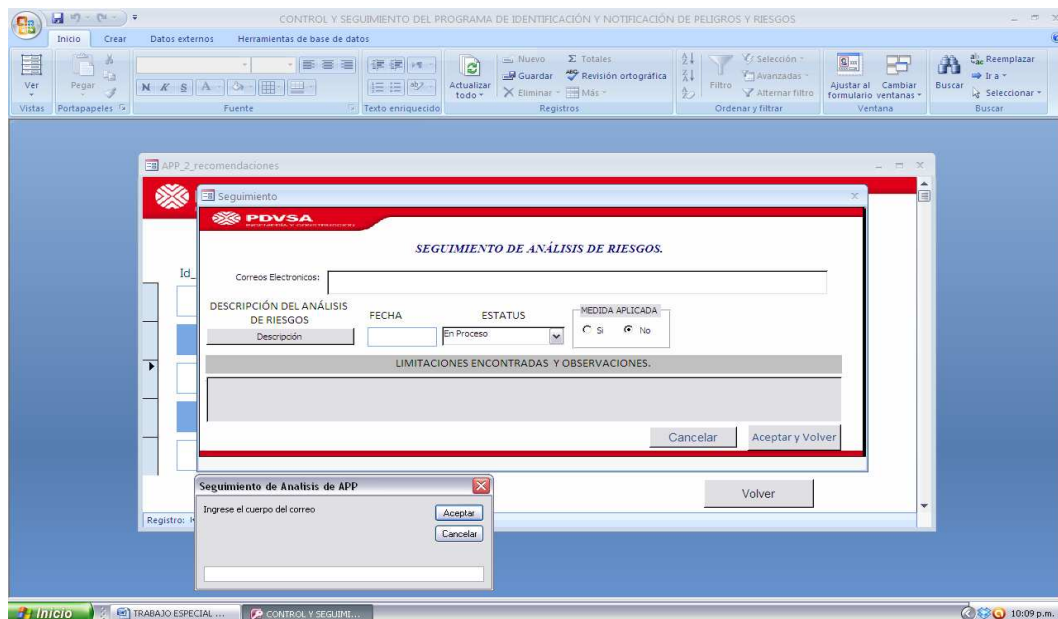 CONTROL Y SEGUIMIENTO DEL PROGRAMA DE IDENTIFICACIÓN Y NOTIFICACIÓN DE PELIGROS Y RIESGOS
Inicio Crear Datos externos Herramientas de base de datos
Ver Pegar N K S A Actualizar todo Nuevo Guardar Eliminar Σ Totales Revisión ortográfica Más Filtro Selección Avanzadas Alternar filtro Ajustar al formulario Cambiar ventanas Buscar Reemplazar Ir a Seleccionar
Vistas Portapapeles Fuente Texto enriquecido Registros Ordenar y filtrar Ventana Buscar
APP_2_recomendaciones
Seguimiento
PDVSA
SEGUIMIENTO DE ANÁLISIS DE RIESGOS.
Id_
Correos Electronicos:
DESCRIPCIÓN DEL ANÁLISIS DE RIESGOS FECHA ESTATUS MEDIDA APLICADA
Descripción En Proceso Si No
LIMITACIONES ENCONTRADAS Y OBSERVACIONES.
Cancelar Aceptar y Volver
Seguimiento de Analisis de APP
Ingrese el cuerpo del correo
Aceptar
Cancelar
Volver
Registro:
Inicio TRABAJO ESPECIAL ... CONTROL Y SEGUIMI... 10:09 p.m.